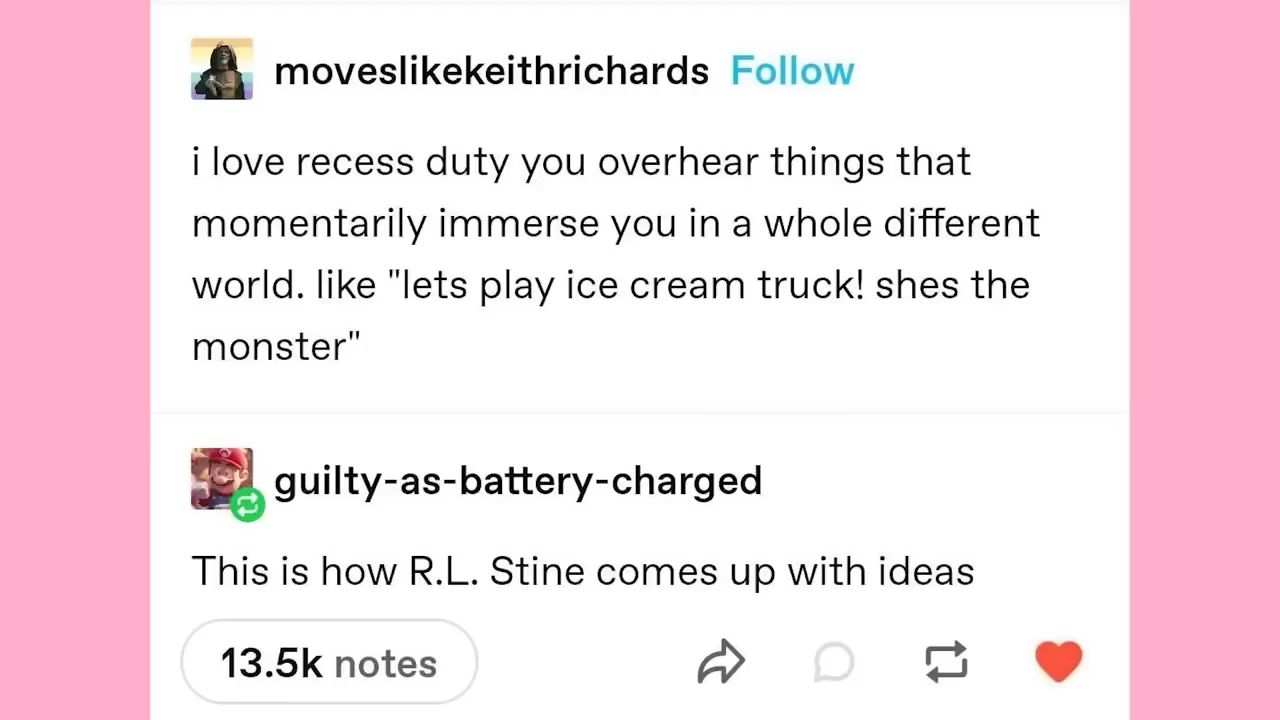 moveslikekeithrichards Follow
i love recess duty you overhear things that
momentarily immerse you in a whole different
world. like "lets play ice cream truck! shes the
monster"
guilty-as-battery-charged
This is how R.L. Stine comes up with ideas
13.5k notes